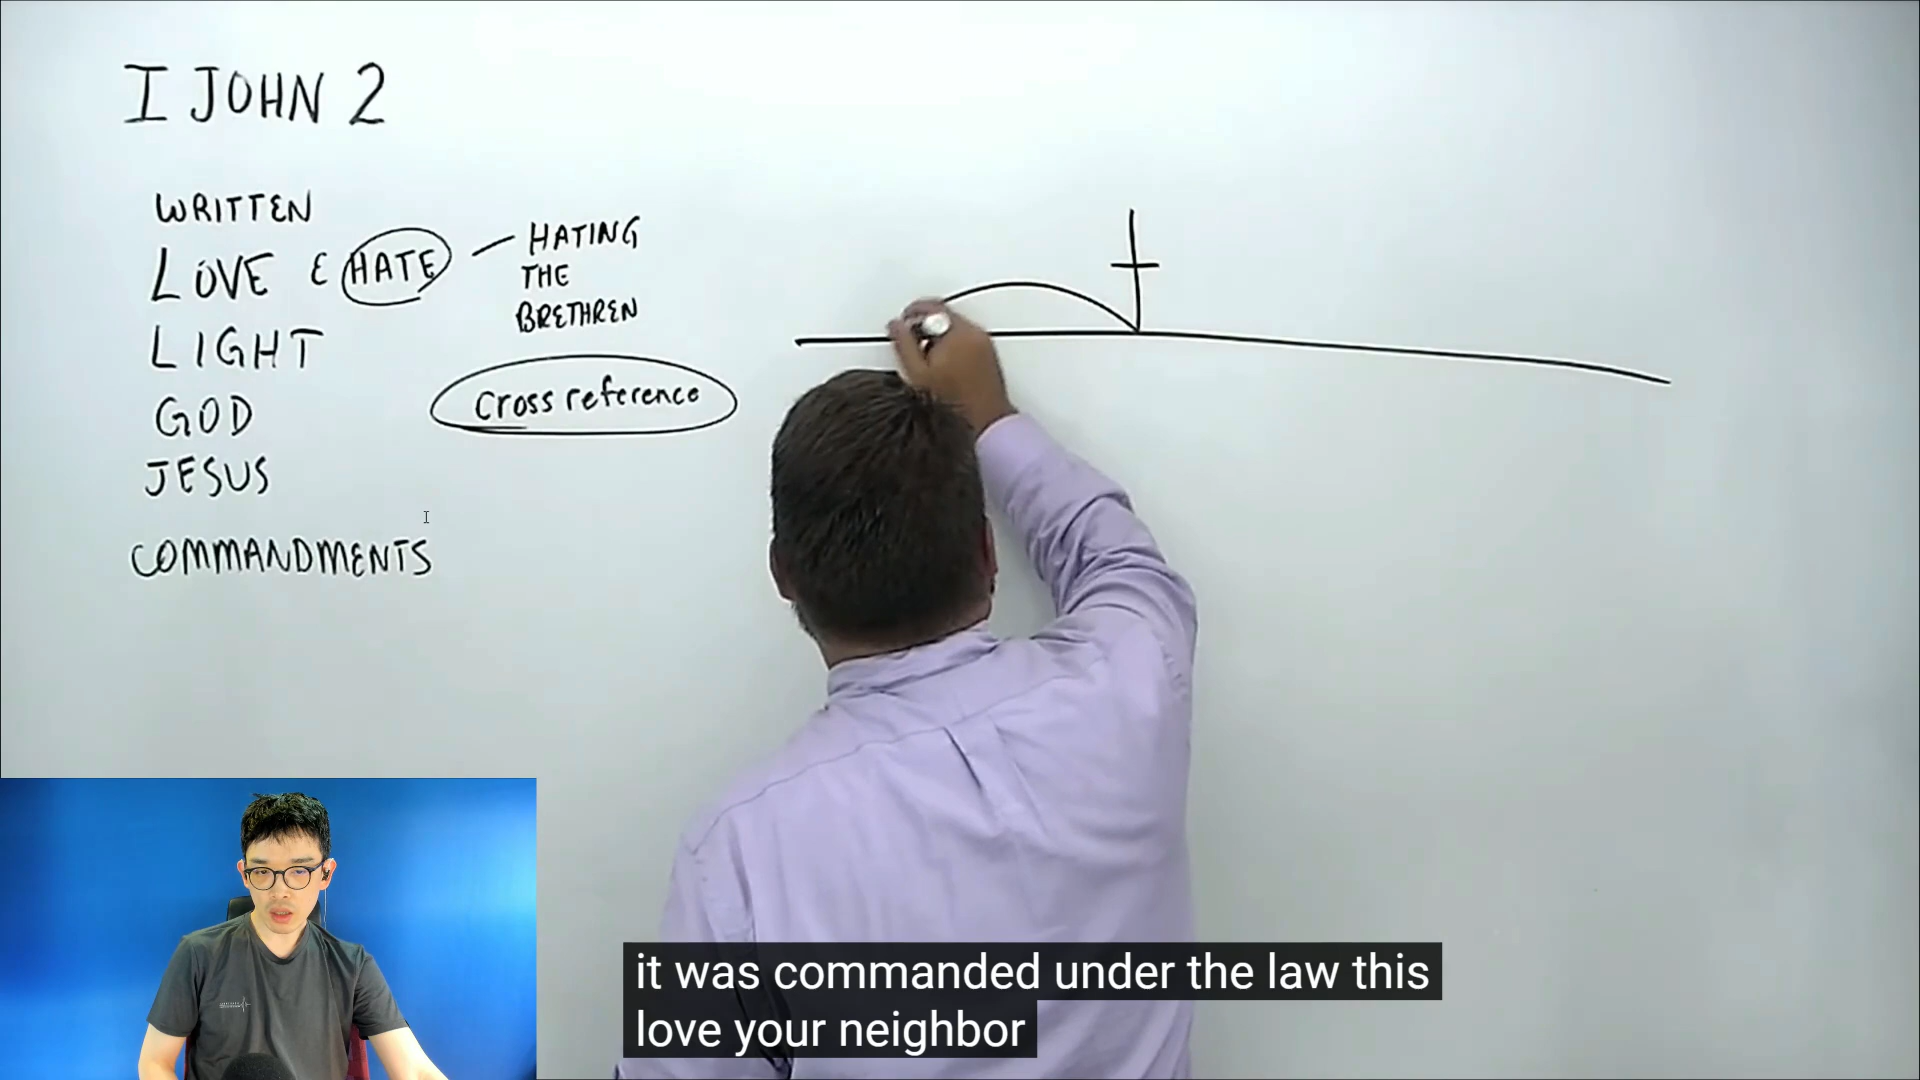 I JOHN 2
WRITTEN
LOVE & HATE — HATING
THE
BRETHREN
LIGHT
cross reference
GOD
JESUS
COMMANDMENTS
it was commanded under the law this
love your neighbor